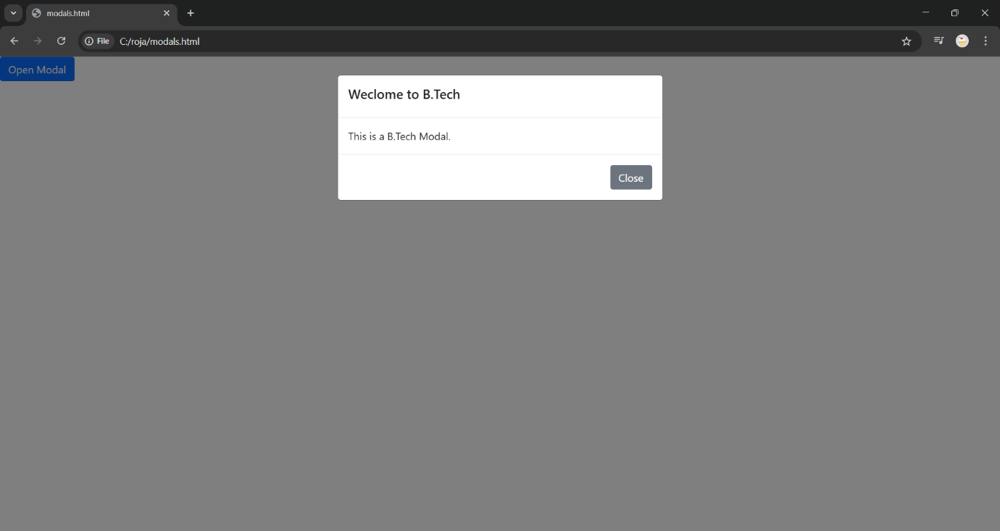 modals.html
File C:/roja/modals.html
Open Modal
Weclome to B.Tech
This is a B.Tech Modal.
Close